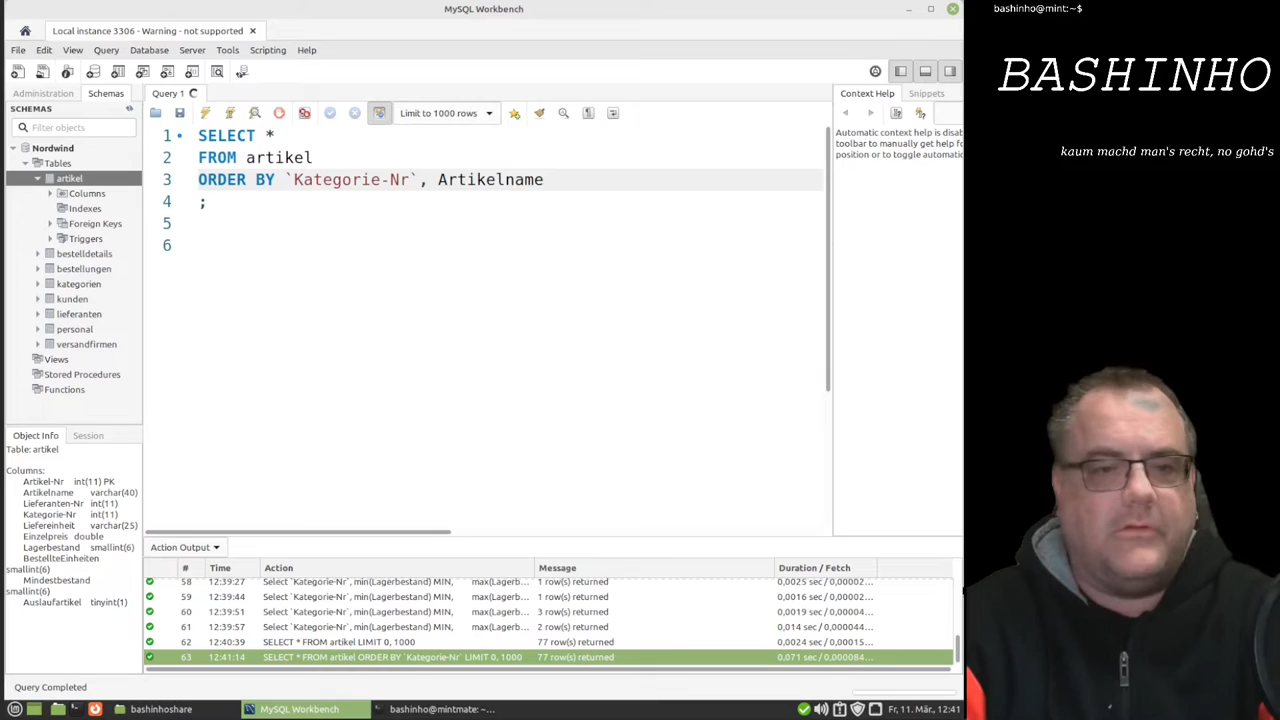 MySQL Workbench
bashinho@mint:~$
Local instance 3306 - Warning - not supported
File Edit View Query Database Server Tools Scripting Help
BASHINHO
kaum machd man's recht, no gohd's
Administration Schemas
Query 1
Context Help Snippets
SCHEMAS
Filter objects
Limit to 1000 rows
Automatic context help is disab
toolbar to manually get help fo
position or to toggle automatic
Nordwind
Tables
artikel
Columns
Indexes
Foreign Keys
Triggers
bestelldetails
bestellungen
kategorien
kunden
lieferanten
personal
versandfirmen
Views
Stored Procedures
Functions
1 SELECT *
2 FROM artikel
3 ORDER BY `Kategorie-Nr`, Artikelname
4 ;
5
6
Object Info Session
Table: artikel
Columns:
Artikel-Nr int(11) PK
Artikelname varchar(40)
Lieferanten-Nr int(11)
Kategorie-Nr int(11)
Liefereinheit varchar(25)
Einzelpreis double
Lagerbestand smallint(6)
BestellteEinheiten
smallint(6)
Mindestbestand
smallint(6)
Auslaufartikel tinyint(1)
Action Output
# Time Action Message Duration / Fetch
58 12:39:27 Select `Kategorie-Nr`, min(Lagerbestand) MIN, max(Lagerb... 1 row(s) returned 0,0025 sec / 0,00002...
59 12:39:44 Select `Kategorie-Nr`, min(Lagerbestand) MIN, max(Lagerb... 1 row(s) returned 0,0016 sec / 0,00002...
60 12:39:51 Select `Kategorie-Nr`, min(Lagerbestand) MIN, max(Lagerb... 3 row(s) returned 0,0019 sec / 0,00004...
61 12:39:57 Select `Kategorie-Nr`, min(Lagerbestand) MIN, max(Lagerb... 2 row(s) returned 0,014 sec / 0,000044...
62 12:40:39 SELECT * FROM artikel LIMIT 0, 1000 77 row(s) returned 0,0024 sec / 0,00015...
63 12:41:14 SELECT * FROM artikel ORDER BY `Kategorie-Nr` LIMIT 0, 1000 77 row(s) returned 0,071 sec / 0,000084...
Query Completed
bashinhoshare MySQL Workbench bashinho@mintmate: ~... Fr, 11. Mär., 12:41